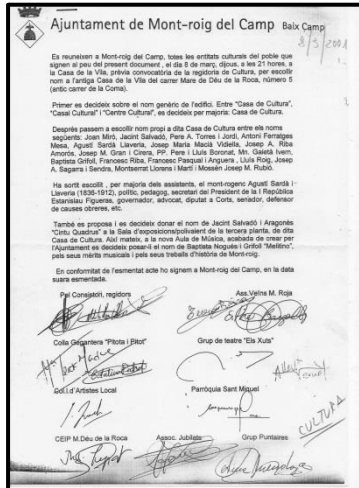 Ajuntament de Mont-roig del Camp Baix Camp
8/3/2001
Es reuneixen a Mont-roig del Camp, totes les entitats culturals del poble que
signen al peu del present document , el dia 8 de març, dijous, a les 21 hores, a
la Casa de la Vila, prèvia convocatòria de la regidoria de Cultura, per escollir
nom a l'antiga Casa de la Vila del carrer Mare de Déu de la Roca, número 5
(antic carrer de la Coma).
Primer es decideix sobre el nom genèric de l'edifici. Entre "Casa de Cultura",
"Casal Cultural" i "Centre Cultural", es decideix per majoria: Casa de Cultura.
Després passem a escollir nom propi a dita Casa de Cultura entre els noms
següents: Joan Miró, Jacint Salvadó, Pere A. Torres i Jordi, Antoni Ferratges
Mesa, Agustí Sardà Llaveria, Josep Maria Macià Vidiella, Josep A. Riba
Amorós, Josep M. Gran i Cirera, PP. Pere i Lluís Boronat, Mn. Gaietà Ivern,
Baptista Grifoll, Francesc Riba, Francesc Pasqual i Anguera, Lluís Roig, Josep
A. Sagarra i Sendra, Montserrat Llorens i Martí i Mossèn Josep M. Rubió.
Ha sortit escollit , per majoria dels assistents, el mont-rogenc Agustí Sardà i
Llaveria (1836-1912), polític, pedagog, secretari del President de la I República
Estanislau Figueras, governador, advocat, diputat a Corts, senador, defensor
de causes obreres, etc.
També es proposa i es decideix donar el nom de Jacint Salvadó i Aragonès
"Cintu Quadrus" a la Sala d'exposicions/polivalent de la tercera planta, de dita
Casa de Cultura. Així mateix, a la nova Aula de Música, acabada de crear per
l'Ajuntament es decideix posar-li el nom de Baptista Nogués i Grifoll "Melitino",
pels seus mèrits musicals i pels seus treballs d'història de Mont-roig.
En conformitat de l'esmentat acte ho signem a Mont-roig del Camp, en la data
suara esmentada.
Pel Consistori, regidors Ass.Veïns M. Roja
Colla Gegantera "Pitota i Pitot" Grup de teatre "Els Xuts"
Col.l.d'Artistes Local Parròquia Sant Miquel
CULTURA
CEIP M.Déu de la Roca Assoc. Jubilats Grup Puntaires